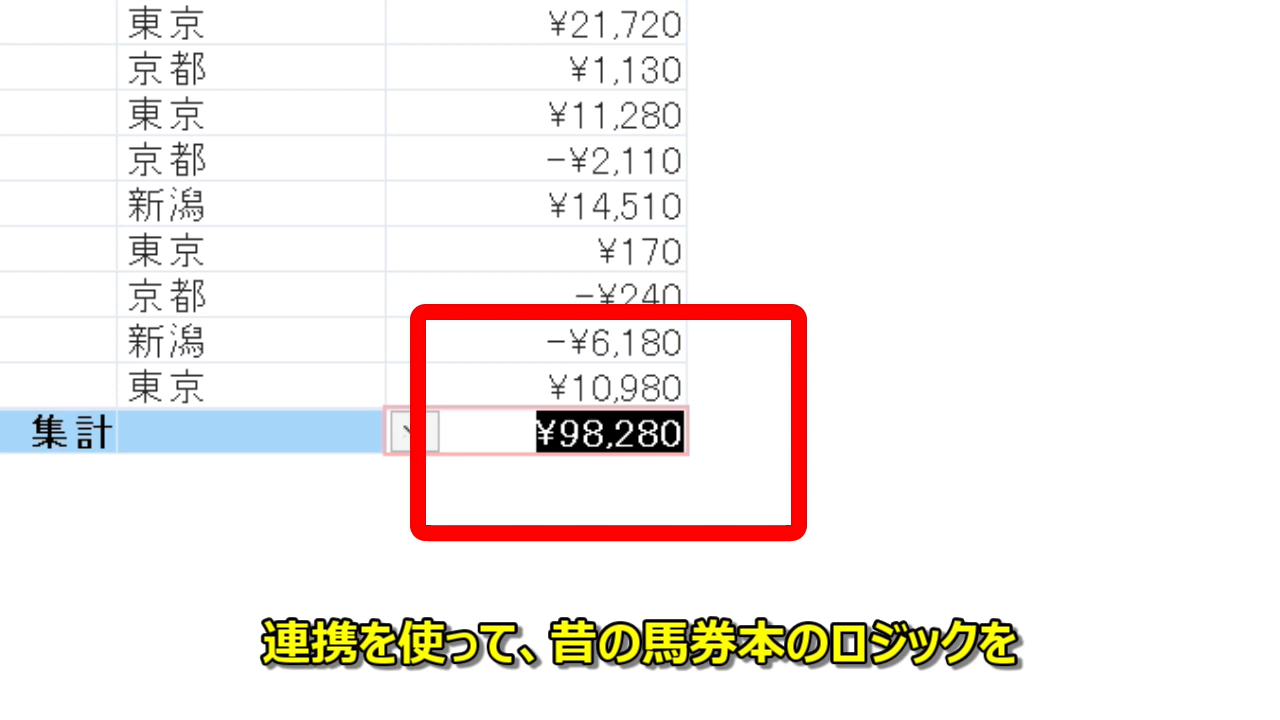 東京 ¥21,720
京都 ¥1,130
東京 ¥11,280
京都 -¥2,110
新潟 ¥14,510
東京 ¥170
京都 -¥240
新潟 -¥6,180
東京 ¥10,980
集計 ¥98,280
連携を使って、昔の馬券本のロジックを